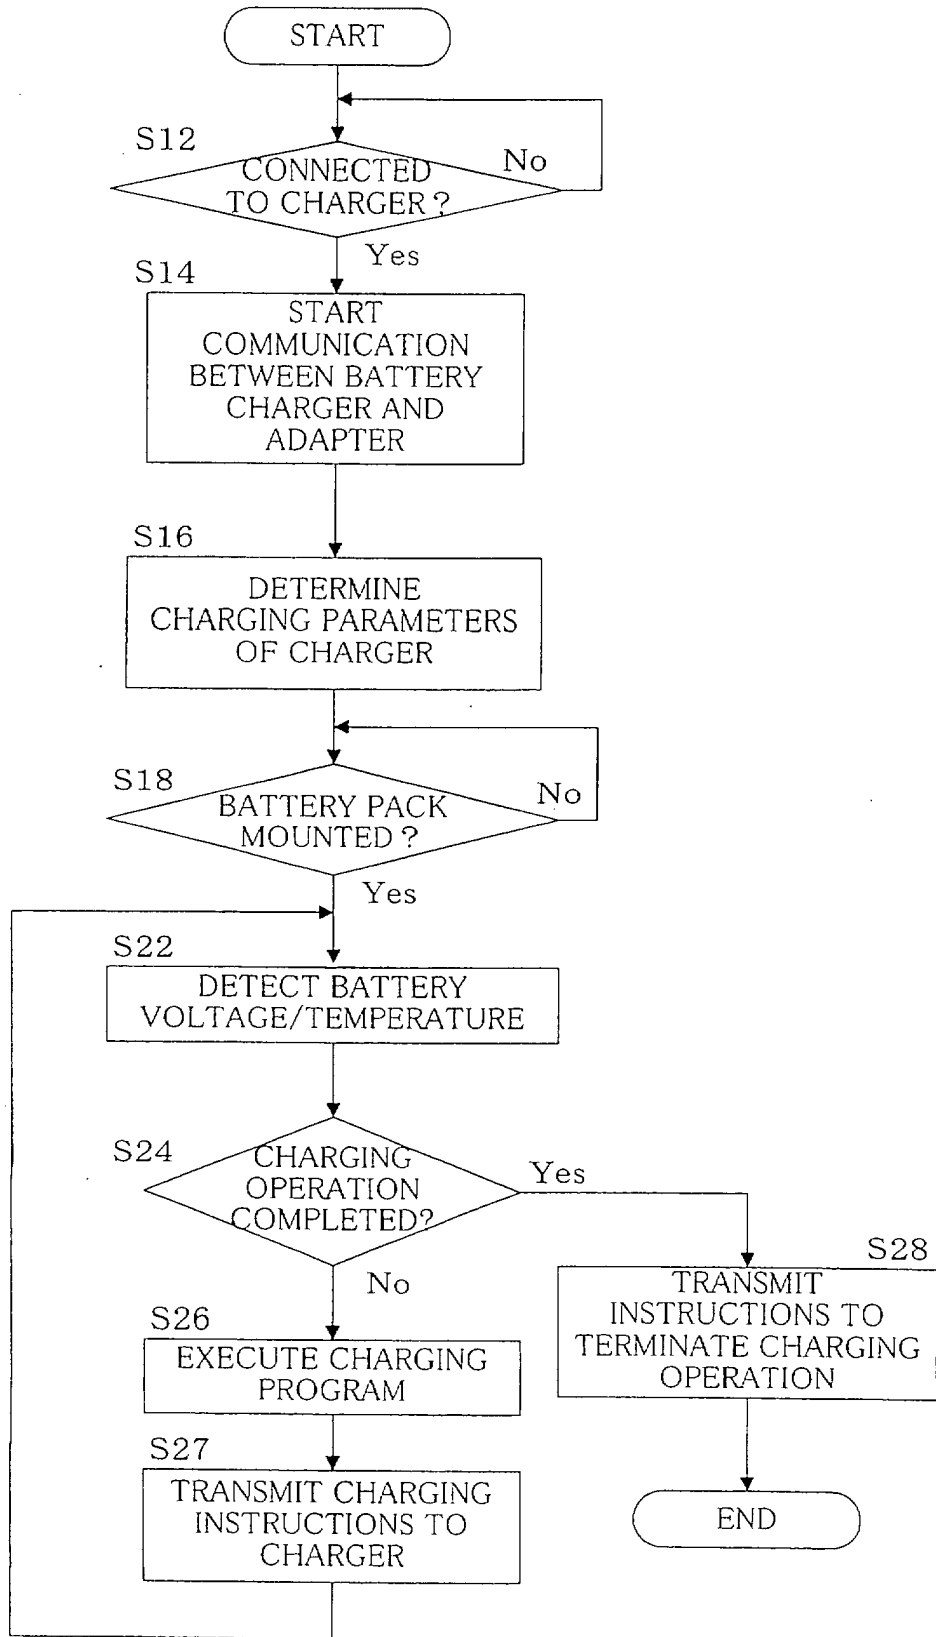 START
S12
CONNECTED
TO CHARGER?
No
Yes
S14
START
COMMUNICATION
BETWEEN BATTERY
CHARGER AND
ADAPTER
S16
DETERMINE
CHARGING PARAMETERS
OF CHARGER
S18
BATTERY PACK
MOUNTED?
No
Yes
S22
DETECT BATTERY
VOLTAGE/TEMPERATURE
S24
CHARGING
OPERATION
COMPLETED?
Yes
No
S28
TRANSMIT
INSTRUCTIONS TO
TERMINATE CHARGING
OPERATION
S26
EXECUTE CHARGING
PROGRAM
S27
TRANSMIT CHARGING
INSTRUCTIONS TO
CHARGER
END